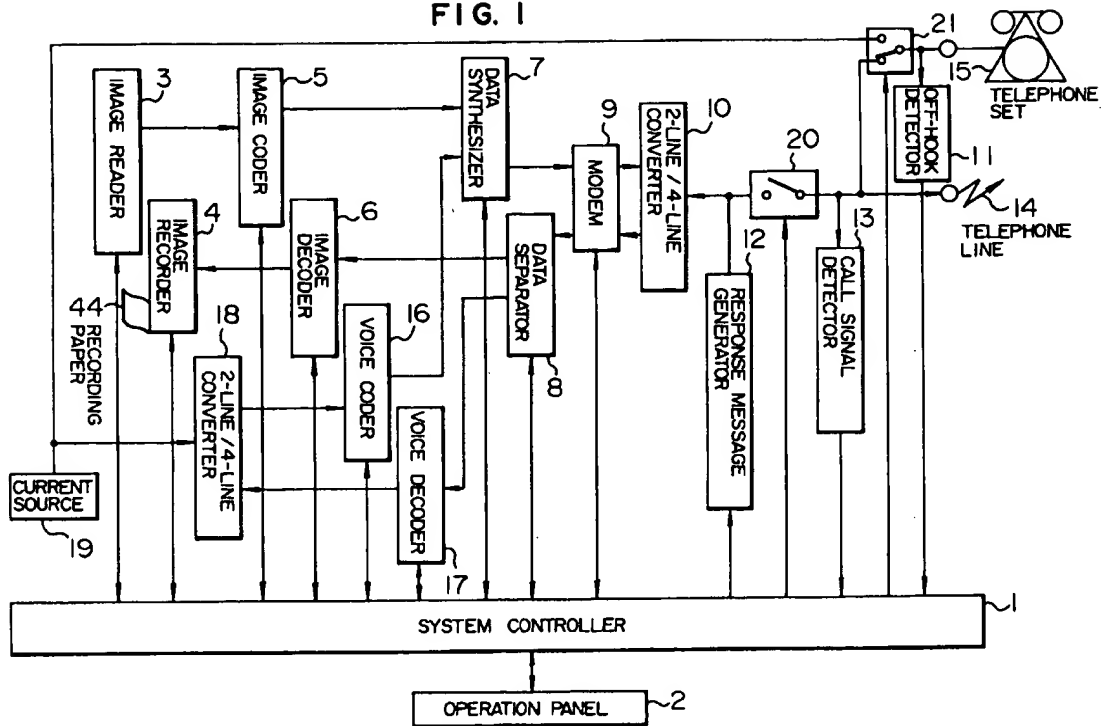 FIG. 1
21
15
TELEPHONE
SET
3
IMAGE READER
5
IMAGE CODER
7
DATA
SYNTHESIZER
9
MODEM
10
2-LINE/4-LINE
CONVERTER
20
OFF-HOOK
DETECTOR
11
14
TELEPHONE
LINE
4
IMAGE
RECORDER
6
IMAGE DECODER
DATA
SEPARATOR
8
12
RESPONSE MESSAGE
GENERATOR
13
CALL SIGNAL
DETECTOR
44
RECORDING
PAPER
18
2-LINE/4-LINE
CONVERTER
16
VOICE CODER
VOICE DECODER
17
CURRENT
SOURCE
19
SYSTEM CONTROLLER
1
OPERATION PANEL
2